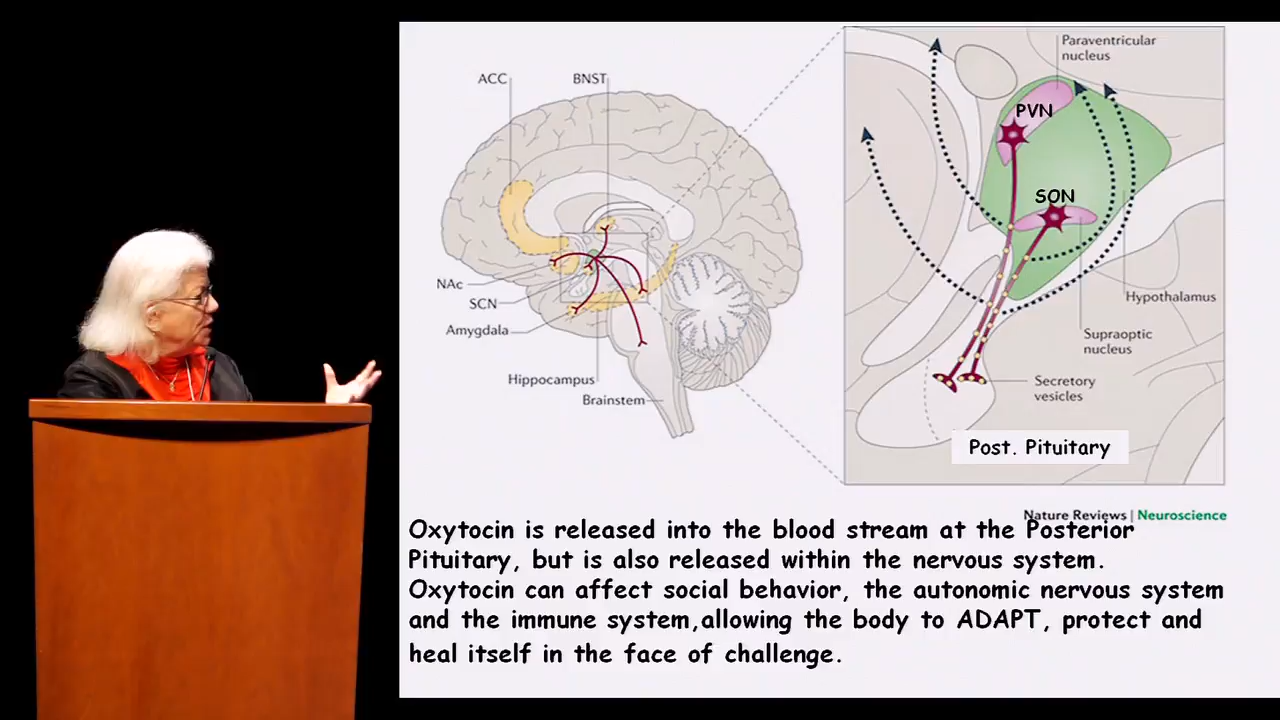 ACC
BNST
NAc
SCN
Amygdala
Hippocampus
Brainstem
Paraventricular
nucleus
PVN
SON
Hypothalamus
Supraoptic
nucleus
Secretory
vesicles
Post. Pituitary
Nature Reviews | Neuroscience
Oxytocin is released into the blood stream at the Posterior
Pituitary, but is also released within the nervous system.
Oxytocin can affect social behavior, the autonomic nervous system
and the immune system,allowing the body to ADAPT, protect and
heal itself in the face of challenge.